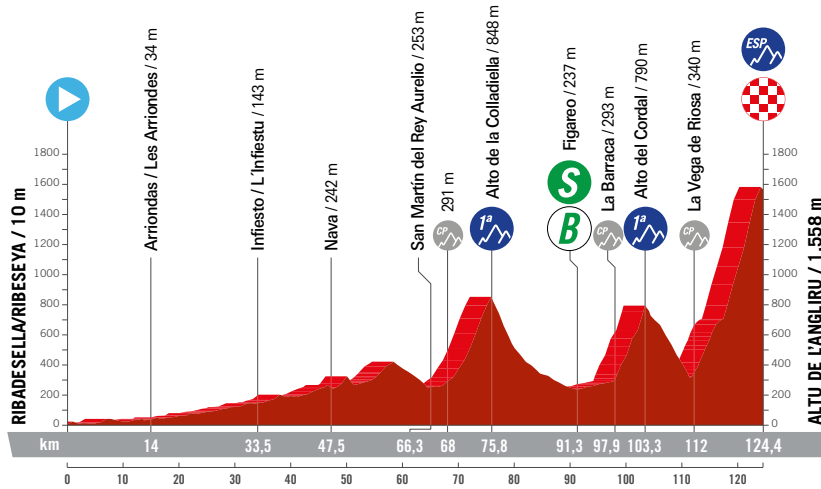 RIBADESELLA/RIBESEYA / 10 m
Arriondas / Les Arriondes / 34 m
Infiesto / L´Infiestu / 143 m
Nava / 242 m
San Martín del Rey Aurelio / 253 m
CP
291 m
Alto de la Colladiella / 848 m
1ª
Figareo / 237 m
S
B
La Barraca / 293 m
CP
Alto del Cordal / 790 m
1ª
La Vega de Riosa / 340 m
CP
ESP
ALTU DE L'ANGLIRU / 1.558 m
1800
1600
1400
1200
1000
800
600
400
200
0
1800
1600
1400
1200
1000
800
600
400
200
0
km 14 33,5 47,5 66,3 68 75,8 91,3 97,9 103,3 112 124,4
0 10 20 30 40 50 60 70 80 90 100 110 120